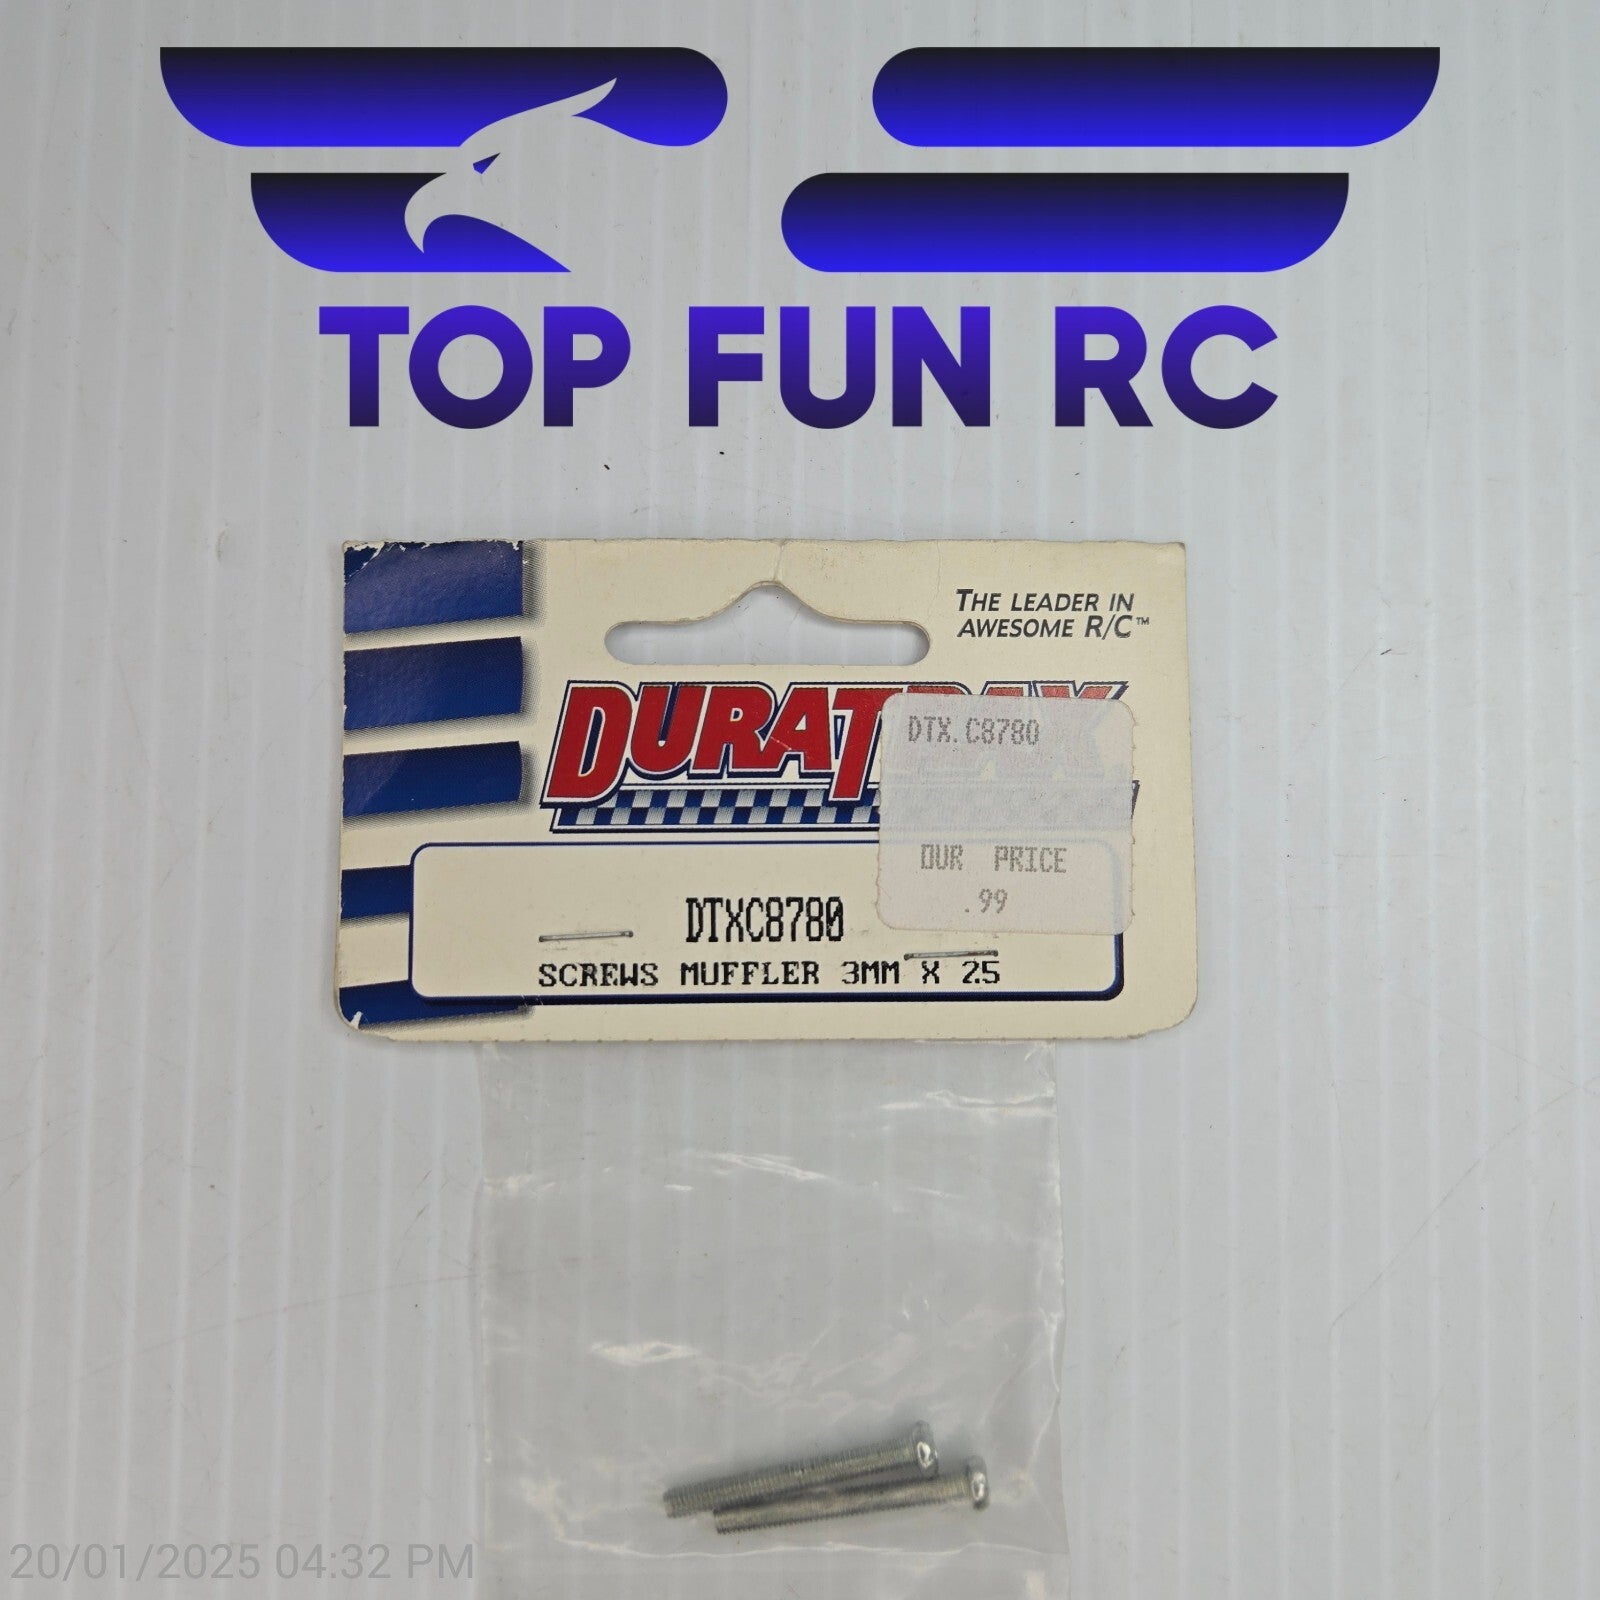 TOP FUN RC
THE LEADER IN
AWESOME R/C™
DURATRAX
DTX.C8780
OUR PRICE
.99
DTXC8780
SCREWS MUFFLER 3MM X 25
20/01/2025 04:32 PM